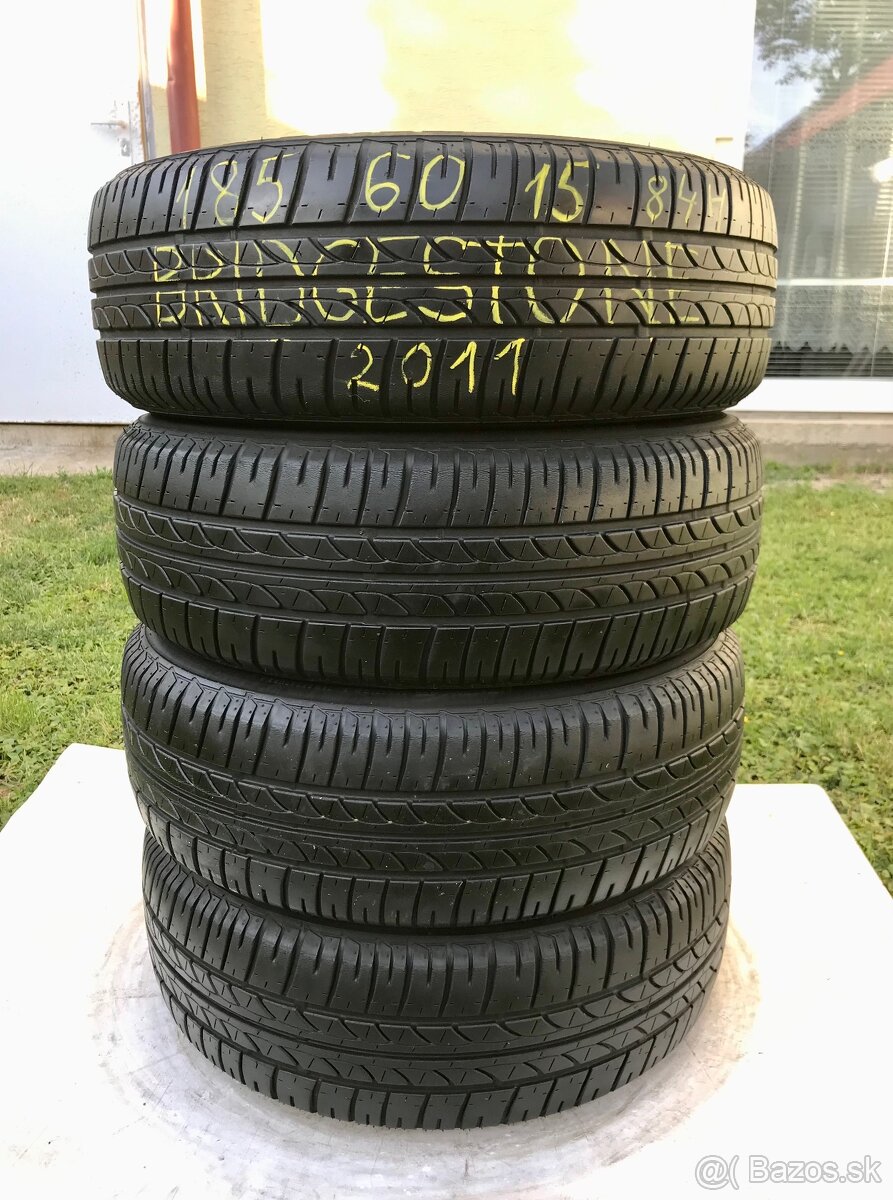 185 60 15 84H
BRIDGESTONE
2011
@( Bazos.sk